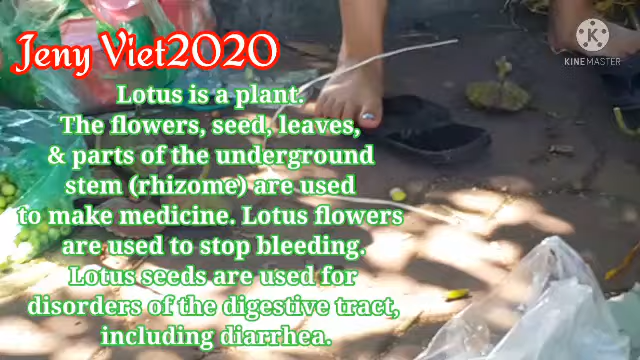 Jeny Viet2020
KINEMASTER
Lotus is a plant.
The flowers, seed, leaves,
& parts of the underground
stem (rhizome) are used
to make medicine. Lotus flowers
are used to stop bleeding.
Lotus seeds are used for
disorders of the digestive tract,
including diarrhea.